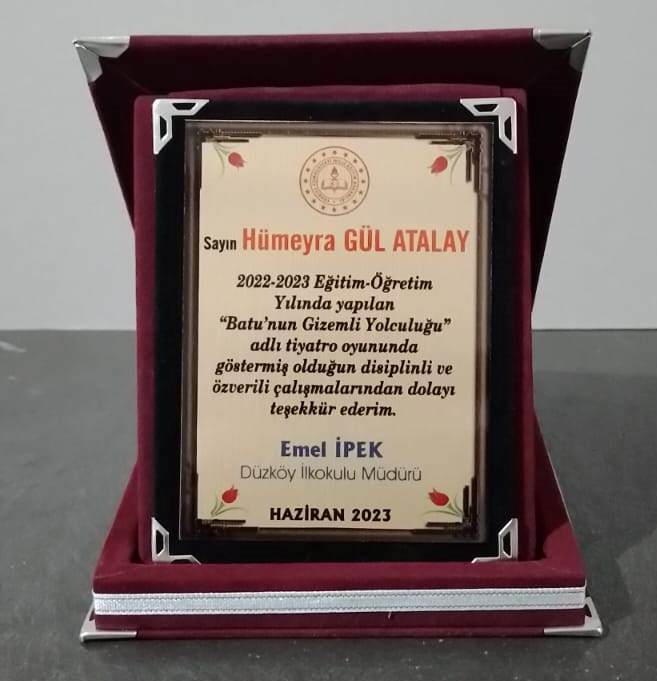 Sayın Hümeyra GÜL ATALAY
2022-2023 Eğitim-Öğretim
Yılında yapılan
“Batu’nun Gizemli Yolculuğu”
adlı tiyatro oyununda
göstermiş olduğun disiplinli ve
özverili çalışmalarından dolayı
teşekkür ederim.
Emel İPEK
Düzköy İlkokulu Müdürü
HAZİRAN 2023